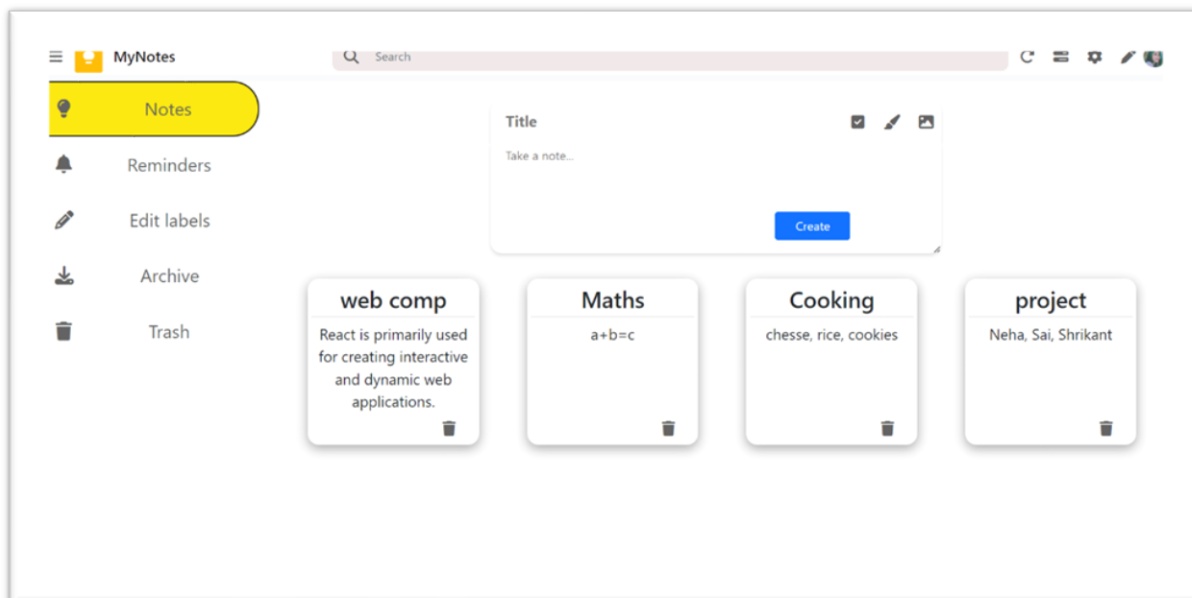 MyNotes
Search
Notes
Reminders
Edit labels
Archive
Trash
Title
Take a note...
Create
web comp
React is primarily used
for creating interactive
and dynamic web
applications.
Maths
a+b=c
Cooking
chesse, rice, cookies
project
Neha, Sai, Shrikant